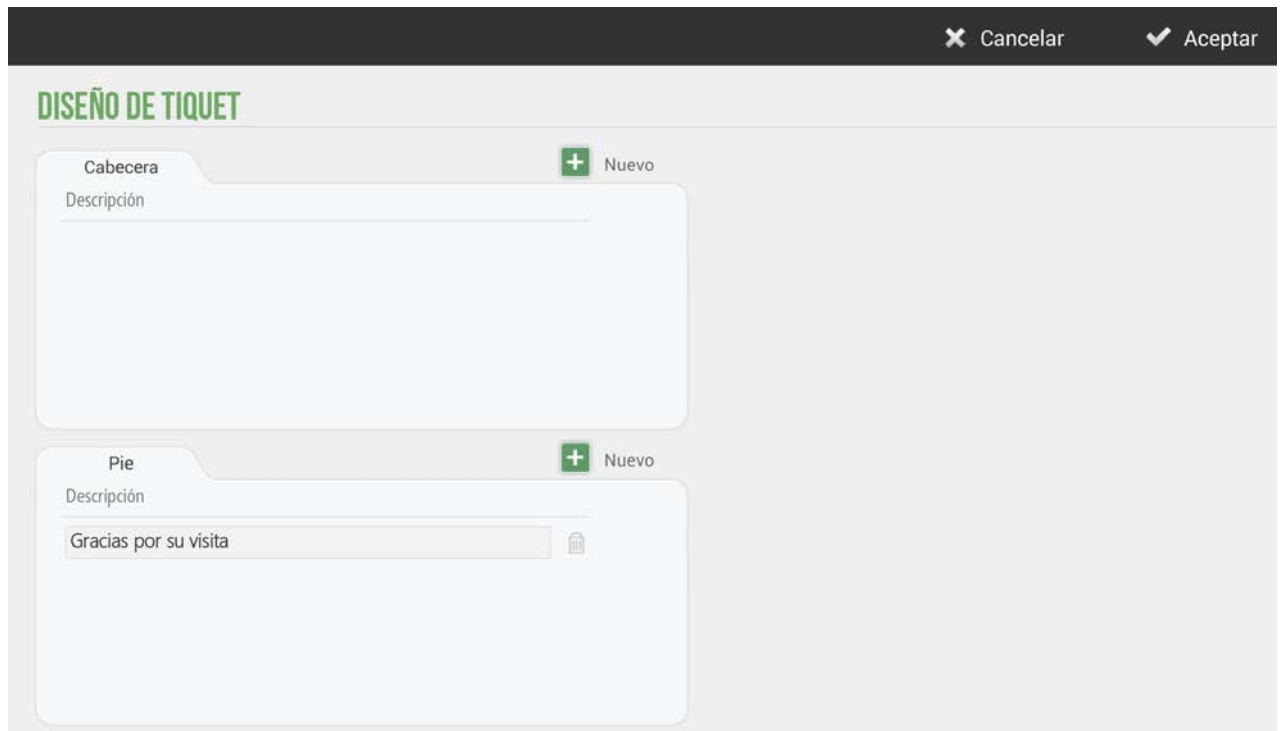 Cancelar
Aceptar
DISEÑO DE TIQUET
Cabecera
Nuevo
Descripción
Pie
Nuevo
Descripción
Gracias por su visita